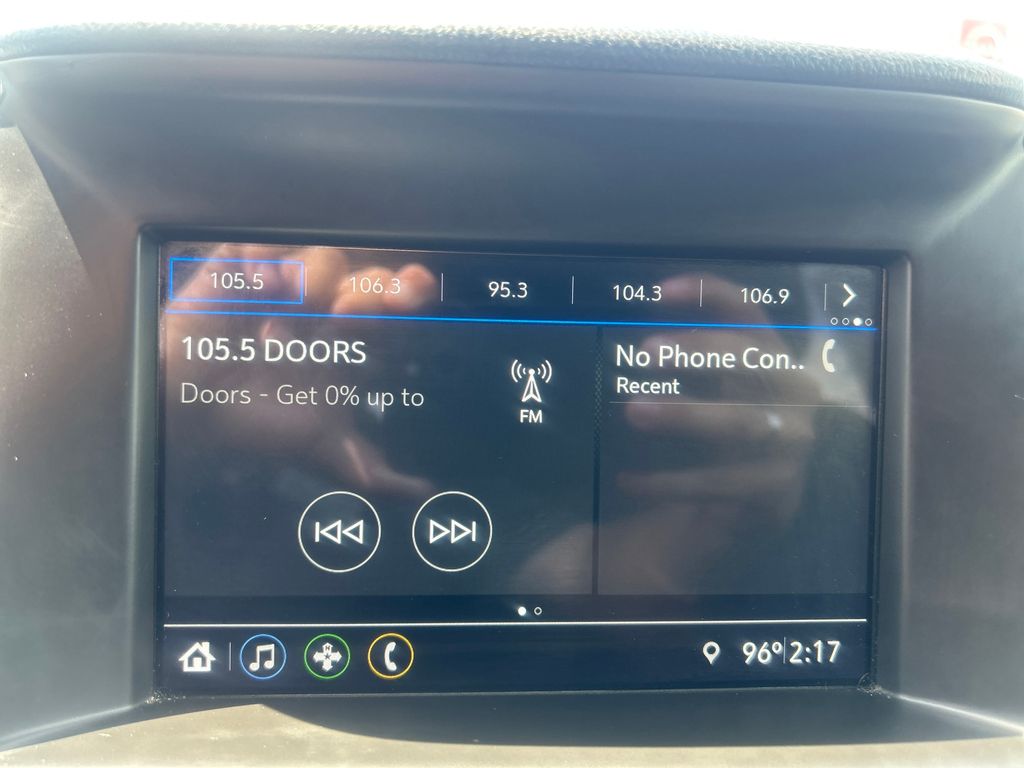 105.5 106.3 95.3 104.3 106.9
105.5 DOORS
Doors - Get 0% up to
FM
No Phone Con..
Recent
96° 2:17